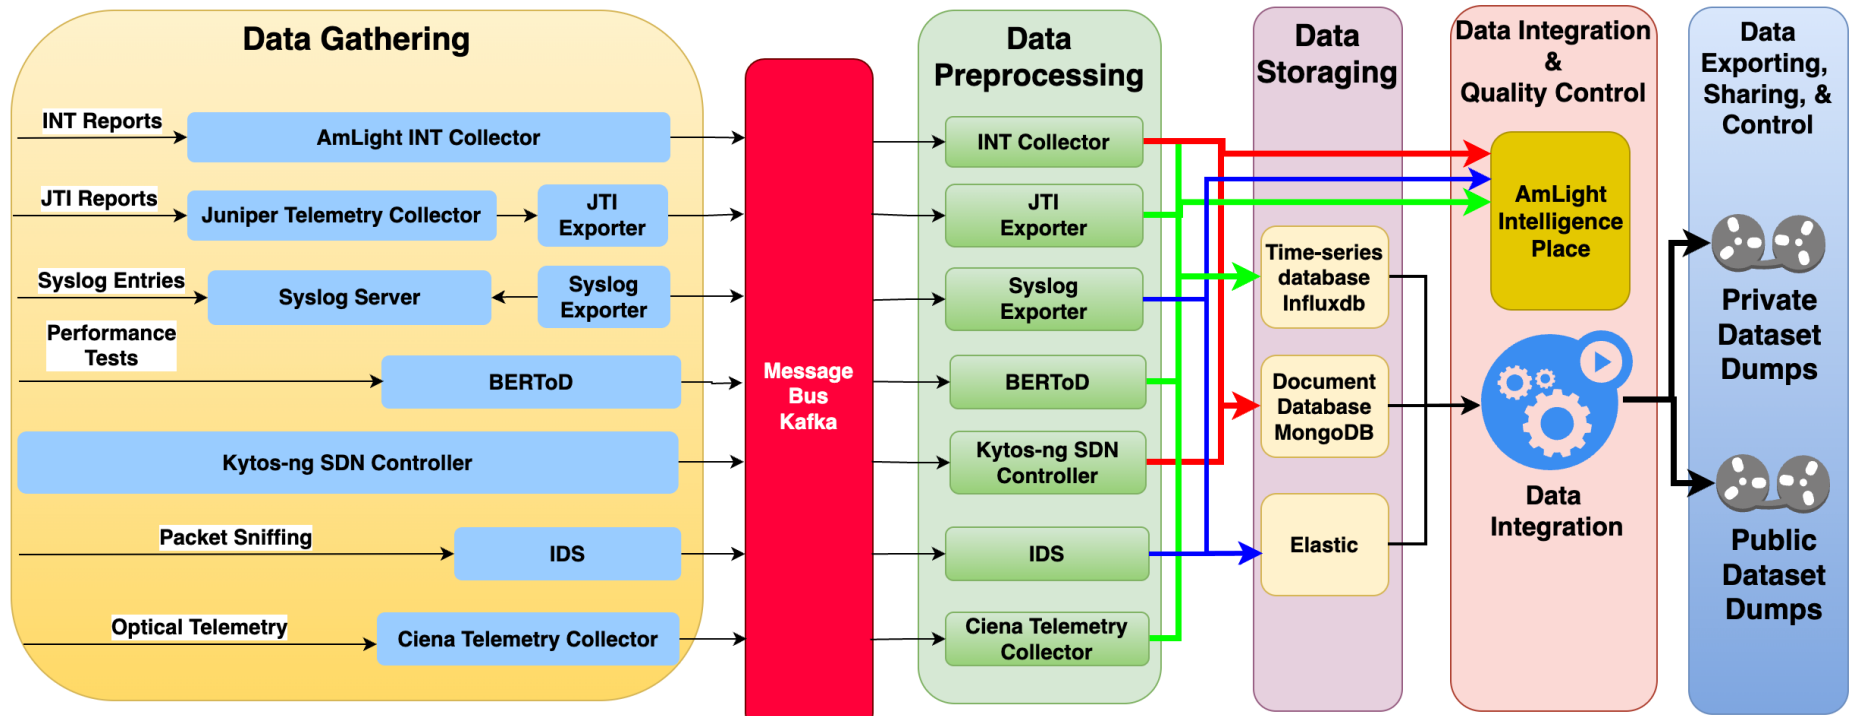 Data Gathering
INT Reports
AmLight INT Collector
JTI Reports
Juniper Telemetry Collector
JTI
Exporter
Syslog Entries
Syslog Server
Syslog
Exporter
Performance
Tests
BERToD
Kytos-ng SDN Controller
Packet Sniffing
IDS
Optical Telemetry
Ciena Telemetry Collector
Message
Bus
Kafka
Data
Preprocessing
INT Collector
JTI
Exporter
Syslog
Exporter
BERToD
Kytos-ng SDN
Controller
IDS
Ciena Telemetry
Collector
Data
Storaging
Time-series
database
Influxdb
Document
Database
MongoDB
Elastic
Data Integration
&
Quality Control
AmLight
Intelligence
Place
Data
Integration
Data
Exporting,
Sharing, &
Control
Private
Dataset
Dumps
Public
Dataset
Dumps